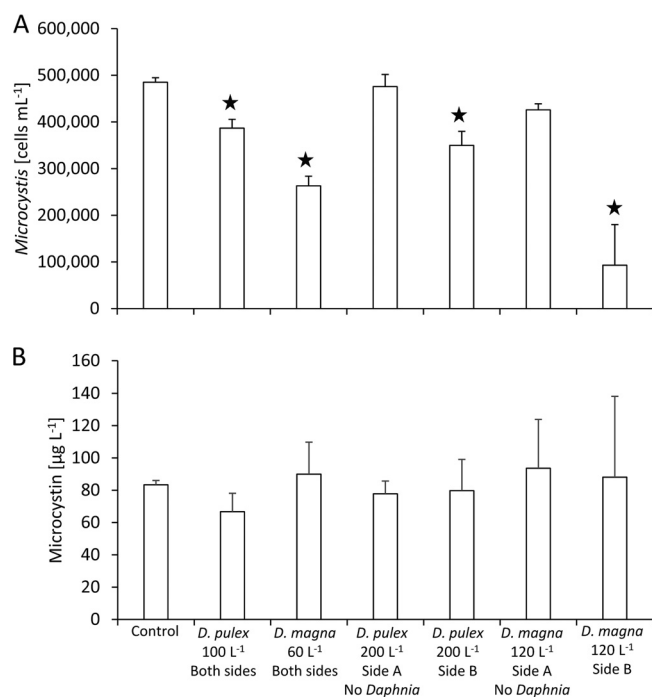 A
600,000
500,000
400,000
300,000
200,000
100,000
0
Microcystis [cells mL⁻¹]
★
★
★
★
B
160
140
120
100
80
60
40
20
0
Microcystin [µg L⁻¹]
Control
D. pulex
100 L⁻¹
Both sides
D. magna
60 L⁻¹
Both sides
D. pulex
200 L⁻¹
Side A
No Daphnia
D. pulex
200 L⁻¹
Side B
D. magna
120 L⁻¹
Side A
No Daphnia
D. magna
120 L⁻¹
Side B